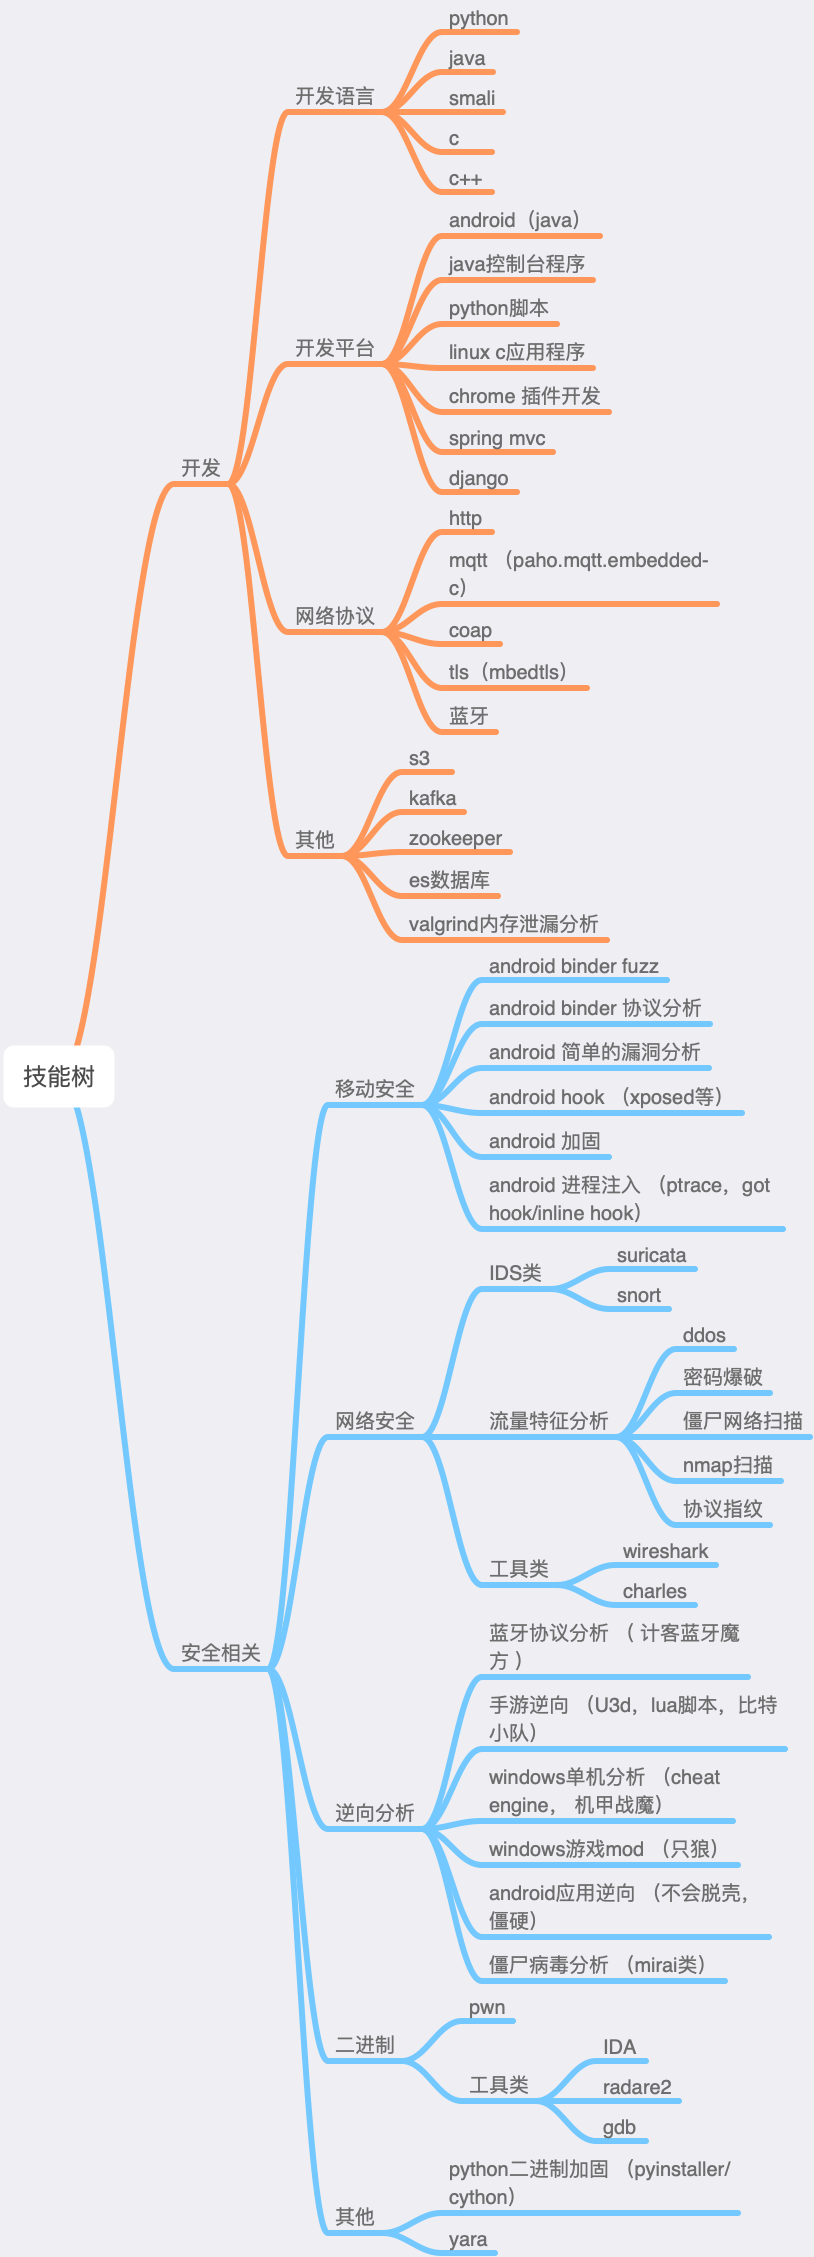 python
java
开发语言
smali
c
c++
android（java）
java控制台程序
python脚本
开发平台
linux c应用程序
chrome 插件开发
spring mvc
django
开发
http
mqtt （paho.mqtt.embedded-
c）
网络协议
coap
tls（mbedtls）
蓝牙
s3
kafka
其他
zookeeper
es数据库
valgrind内存泄漏分析
技能树
android binder fuzz
android binder 协议分析
android 简单的漏洞分析
移动安全
android hook （xposed等）
android 加固
android 进程注入 （ptrace，got
hook/inline hook）
IDS类
suricata
snort
网络安全
流量特征分析
ddos
密码爆破
僵尸网络扫描
nmap扫描
协议指纹
工具类
wireshark
charles
安全相关
蓝牙协议分析 （ 计客蓝牙魔
方 ）
手游逆向 （U3d，lua脚本，比特
小队）
windows单机分析 （cheat
engine， 机甲战魔）
逆向分析
windows游戏mod （只狼）
android应用逆向 （不会脱壳，
僵硬）
僵尸病毒分析 （mirai类）
二进制
pwn
工具类
IDA
radare2
gdb
其他
python二进制加固 （pyinstaller/
cython）
yara